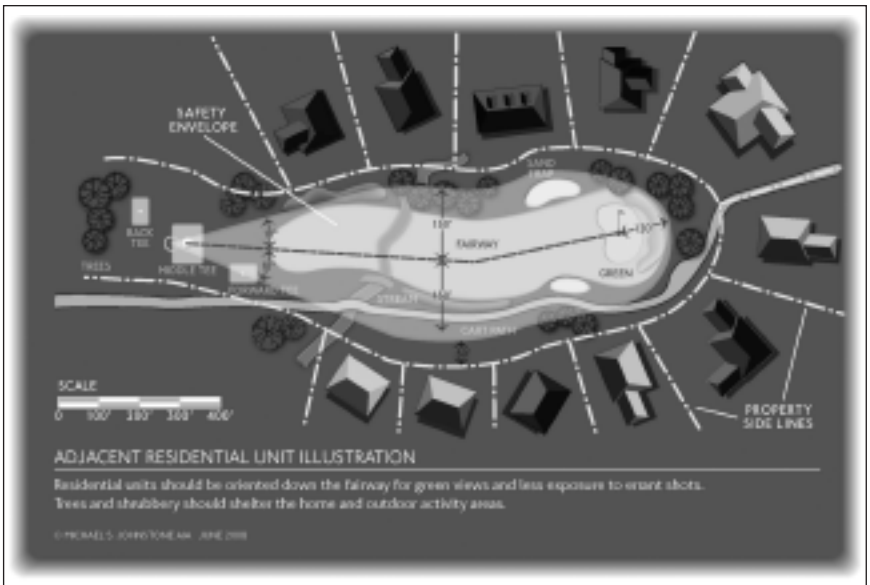 SAFETY
ENVELOPE
SAND
TRAP
BACK
TEE
MIDDLE TEE
TREES
FORWARD TEE
FAIRWAY
GREEN
STREAM
CART PATH
SCALE
0 100' 200' 300' 400'
PROPERTY
SIDE LINES
ADJACENT RESIDENTIAL UNIT ILLUSTRATION
Residential units should be oriented down the fairway for green views and less exposure to errant shots.
Trees and shrubbery should shelter the home and outdoor activity areas.
© MICHAEL S. JOHNSTONE AIA JUNE 2008